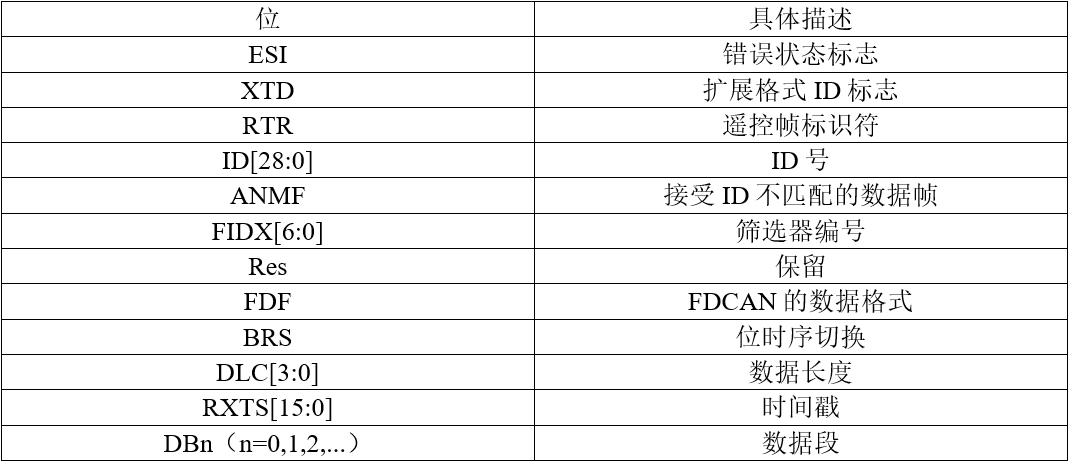 位 具体描述
ESI 错误状态标志
XTD 扩展格式 ID 标志
RTR 遥控帧标识符
ID[28:0] ID 号
ANMF 接受 ID 不匹配的数据帧
FIDX[6:0] 筛选器编号
Res 保留
FDF FDCAN 的数据格式
BRS 位时序切换
DLC[3:0] 数据长度
RXTS[15:0] 时间戳
DBn（n=0,1,2,...） 数据段